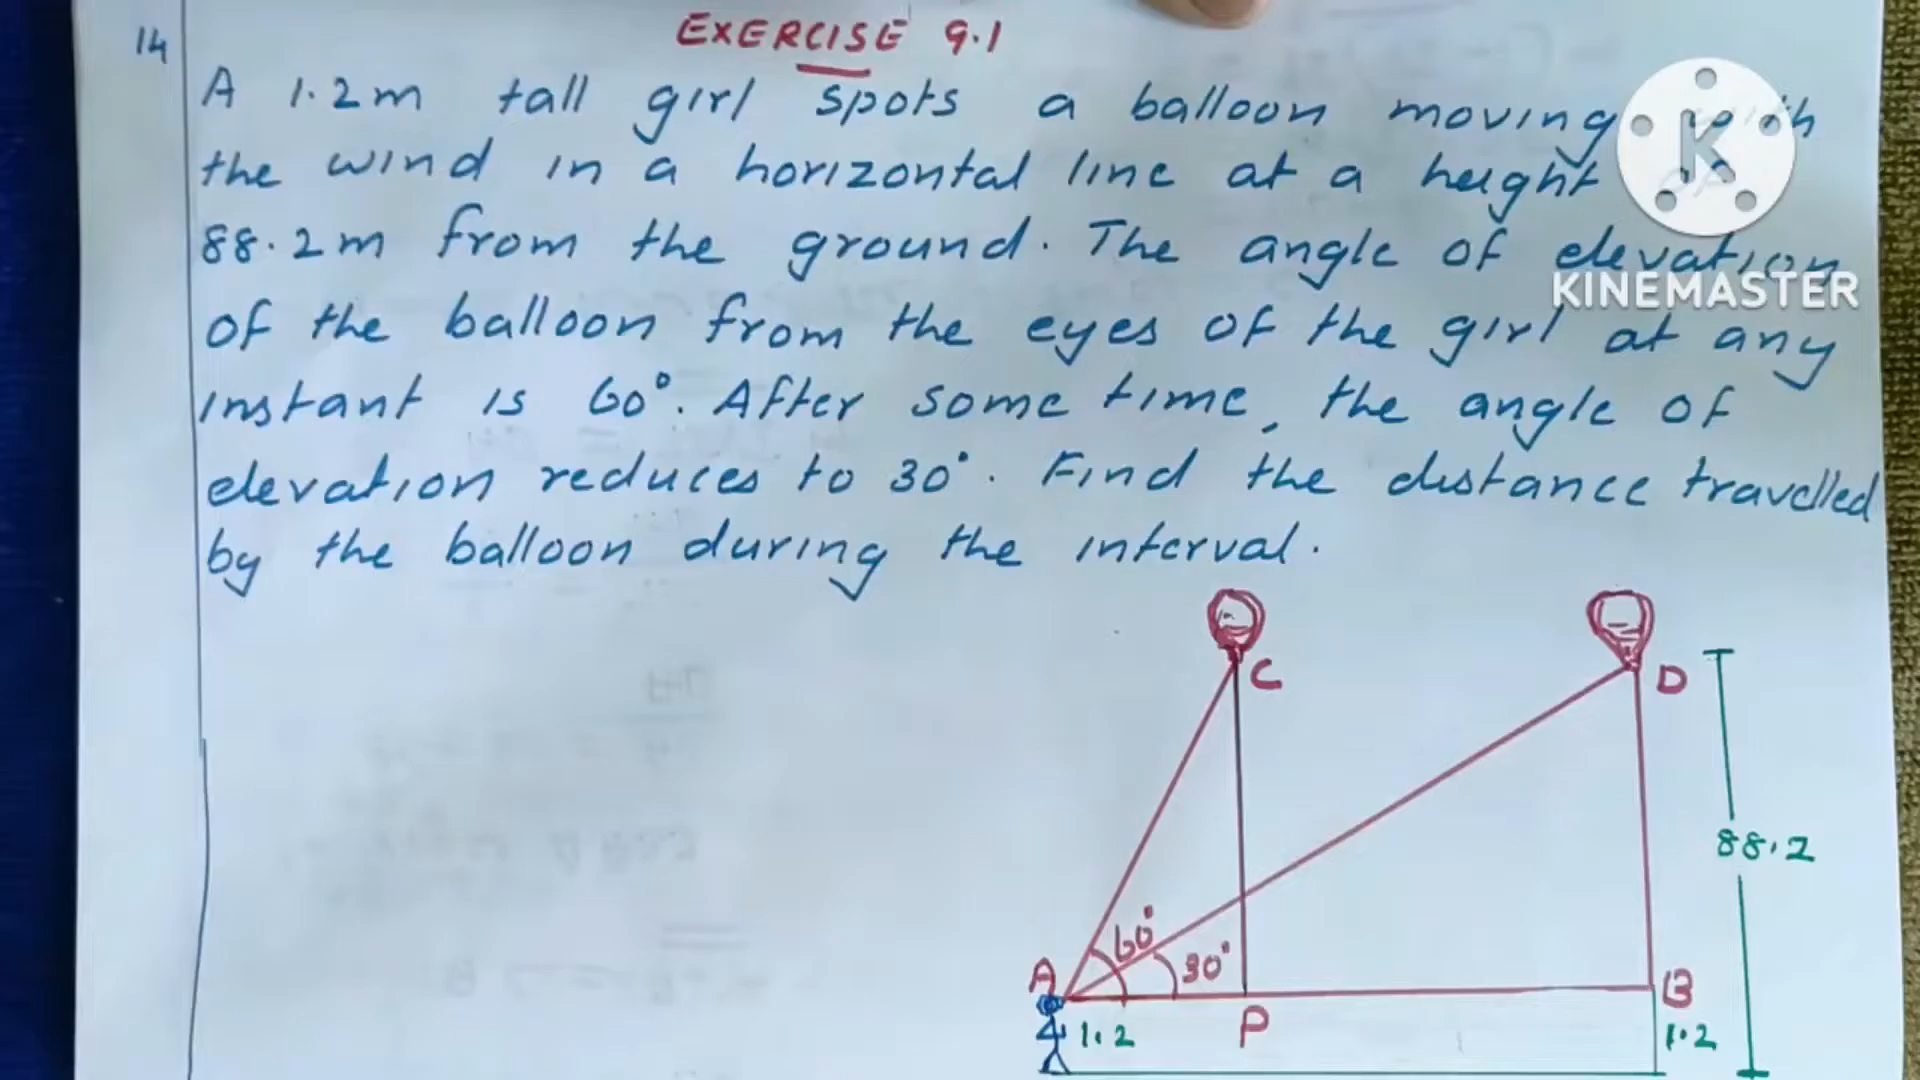 EXERCISE 9.1
14
A 1.2m tall girl spots a balloon moving with
the wind in a horizontal line at a height of
88.2m from the ground. The angle of elevation
KINEMASTER
of the balloon from the eyes of the girl at any
instant is 60°. After some time, the angle of
elevation reduces to 30°. Find the distance travelled
by the balloon during the interval.
C
D
88.2
60°
30°
A
B
P
1.2
1.2
K